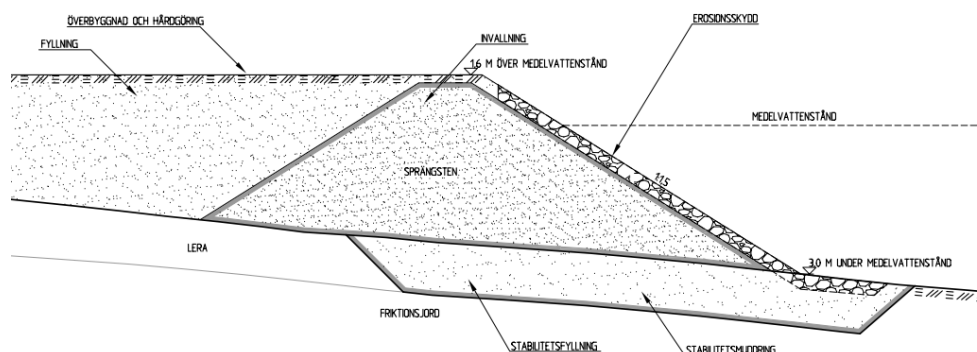 ÖVERBYGGNAD OCH HÅRDGÖRING
EROSIONSSKYDD
FYLLNING
INVALLNING
1,6 M ÖVER MEDELVATTENSTÅND
MEDELVATTENSTÅND
SPRÄNGSTEN
1:1,5
LERA
3,0 M UNDER MEDELVATTENSTÅND
FRIKTIONSJORD
STABILITETSFYLLNING
STABILITETSMUDDRING